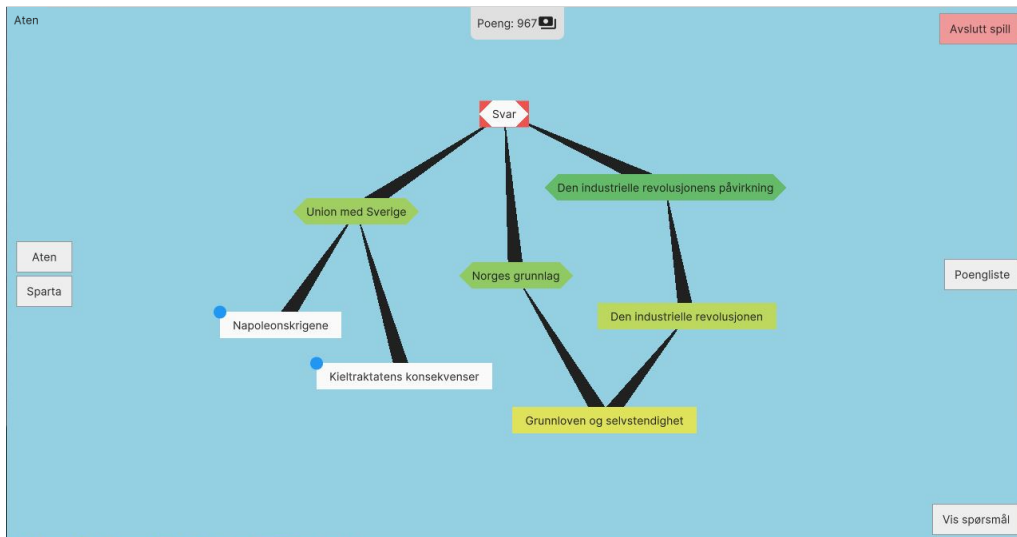 Aten
Poeng: 967
Avslutt spill
Svar
Den industrielle revolusjonens påvirkning
Union med Sverige
Aten
Norges grunnlag
Poengliste
Sparta
Den industrielle revolusjonen
Napoleonskrigene
Kieltraktatens konsekvenser
Grunnloven og selvstendighet
Vis spørsmål